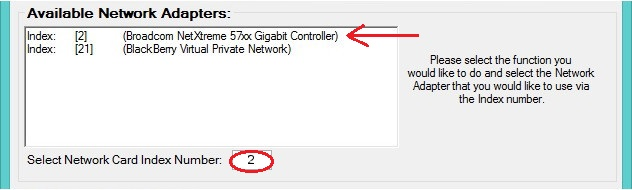 Available Network Adapters:
Index: [2] (Broadcom NetXtreme 57xx Gigabit Controller)
Index: [21] (BlackBerry Virtual Private Network)
Please select the function you
would like to do and select the Network
Adapter that you would like to use via
the Index number.
Select Network Card Index Number: 2